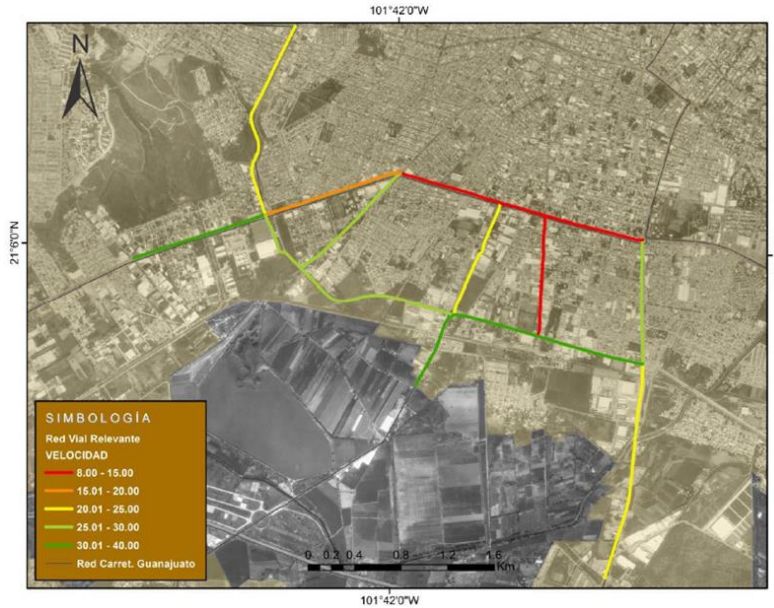 101°42'0"W
N
21°6'0"N
SIMBOLOGÍA
Red Vial Relevante
VELOCIDAD
8.00 - 15.00
15.01 - 20.00
20.01 - 25.00
25.01 - 30.00
30.01 - 40.00
Red Carret. Guanajuato
0 0.2 0.4 0.8 1.2 1.6
Km
101°42'0"W